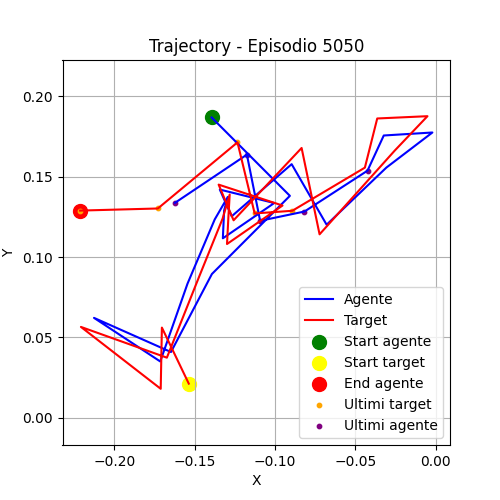 Trajectory - Episodio 5050
Y
0.20
0.15
0.10
0.05
0.00
Agente
Target
Start agente
Start target
End agente
Ultimi target
Ultimi agente
−0.20
−0.15
−0.10
−0.05
0.00
X